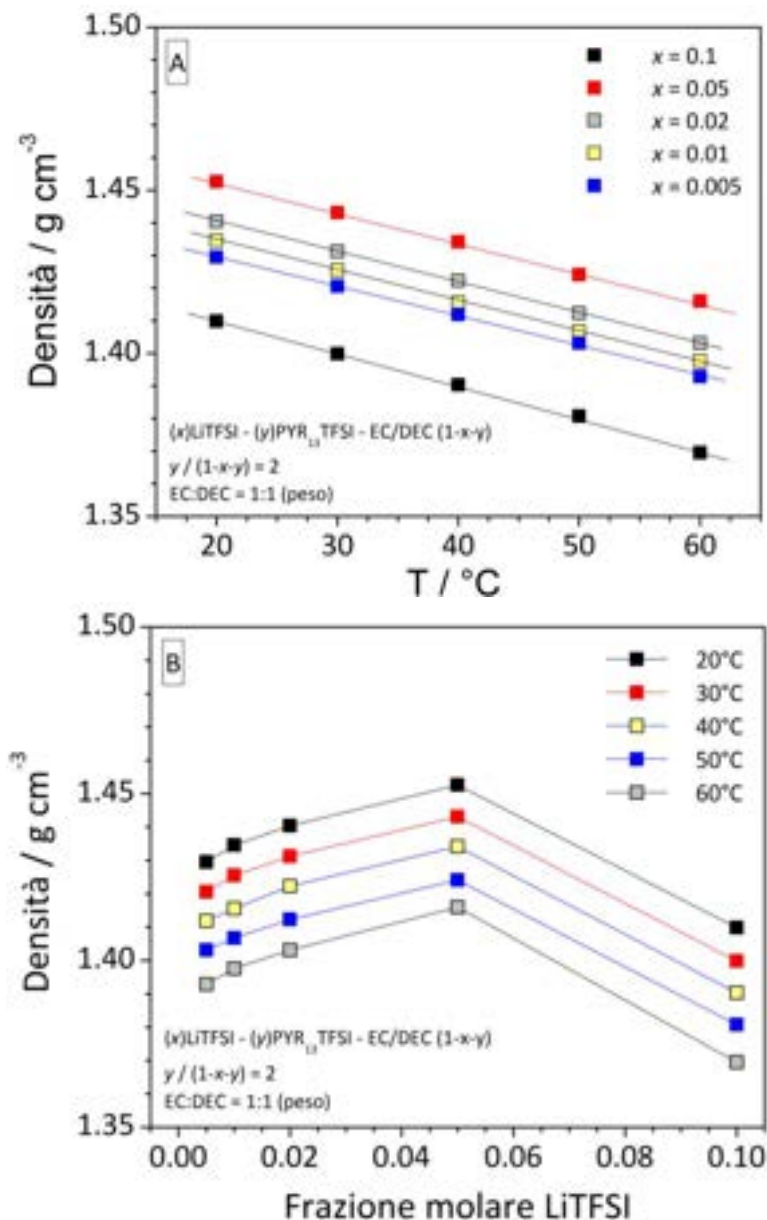 1.50
A
x = 0.1
x = 0.05
x = 0.02
x = 0.01
x = 0.005
1.45
1.40
1.35
Densità / g cm⁻³
(x)LiTFSI - (y)PYR₁₃TFSI - EC/DEC (1-x-y)
y / (1-x-y) = 2
EC:DEC = 1:1 (peso)
20 30 40 50 60
T / °C
1.50
B
20°C
30°C
40°C
50°C
60°C
1.45
1.40
1.35
Densità / g cm⁻³
(x)LiTFSI - (y)PYR₁₃TFSI - EC/DEC (1-x-y)
y / (1-x-y) = 2
EC:DEC = 1:1 (peso)
0.00 0.02 0.04 0.06 0.08 0.10
Frazione molare LiTFSI